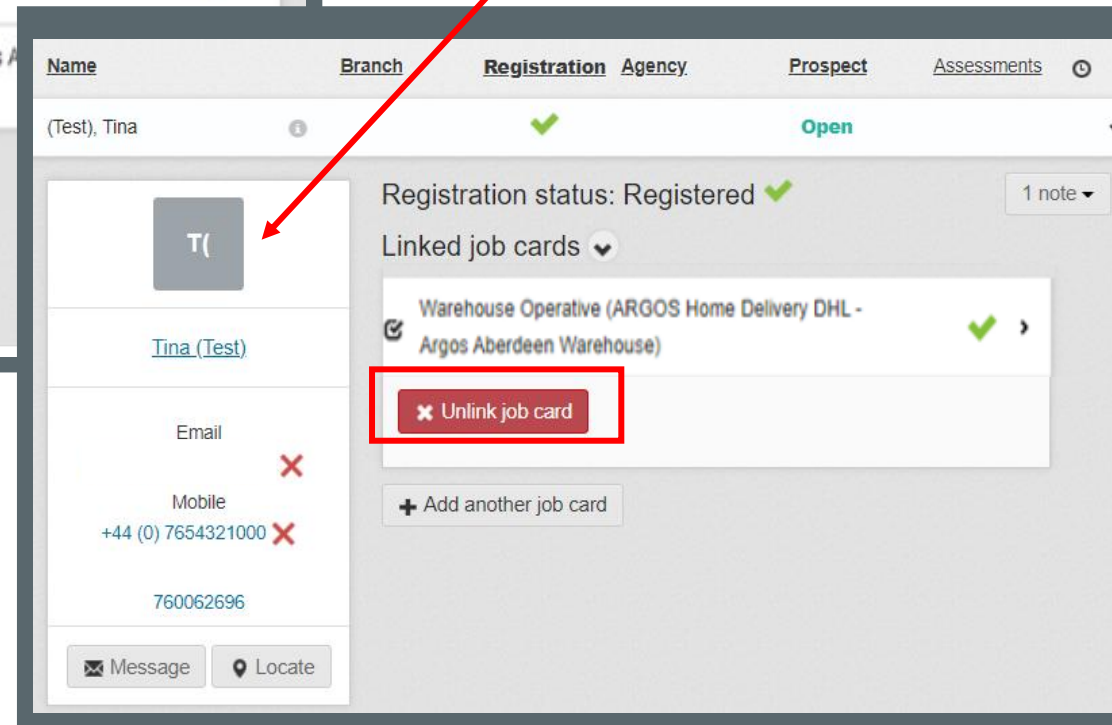 s A
Name Branch Registration Agency Prospect Assessments
(Test), Tina Open
T(
Tina (Test)
Email
Mobile
+44 (0) 7654321000
760062696
Message Locate
Registration status: Registered
1 note
Linked job cards
Warehouse Operative (ARGOS Home Delivery DHL -
Argos Aberdeen Warehouse)
Unlink job card
Add another job card